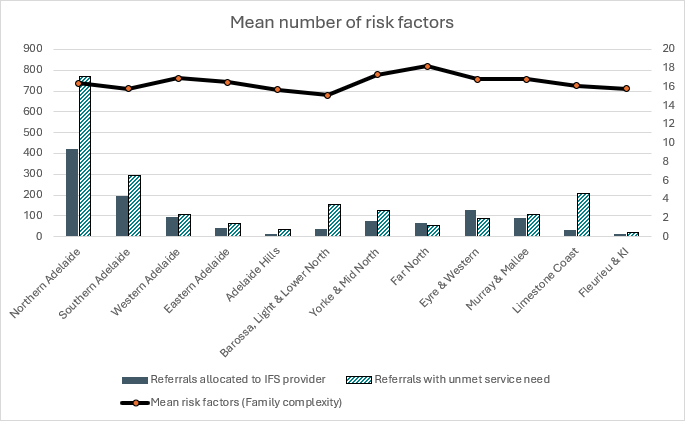 Mean number of risk factors
900
800
700
600
500
400
300
200
100
0
20
18
16
14
12
10
8
6
4
2
0
Northern Adelaide
Southern Adelaide
Western Adelaide
Eastern Adelaide
Adelaide Hills
Barossa, Light & Lower North
Yorke & Mid North
Far North
Eyre & Western
Murray & Mallee
Limestone Coast
Fleurieu & KI
Referrals allocated to IFS provider
Referrals with unmet service need
Mean risk factors (Family complexity)